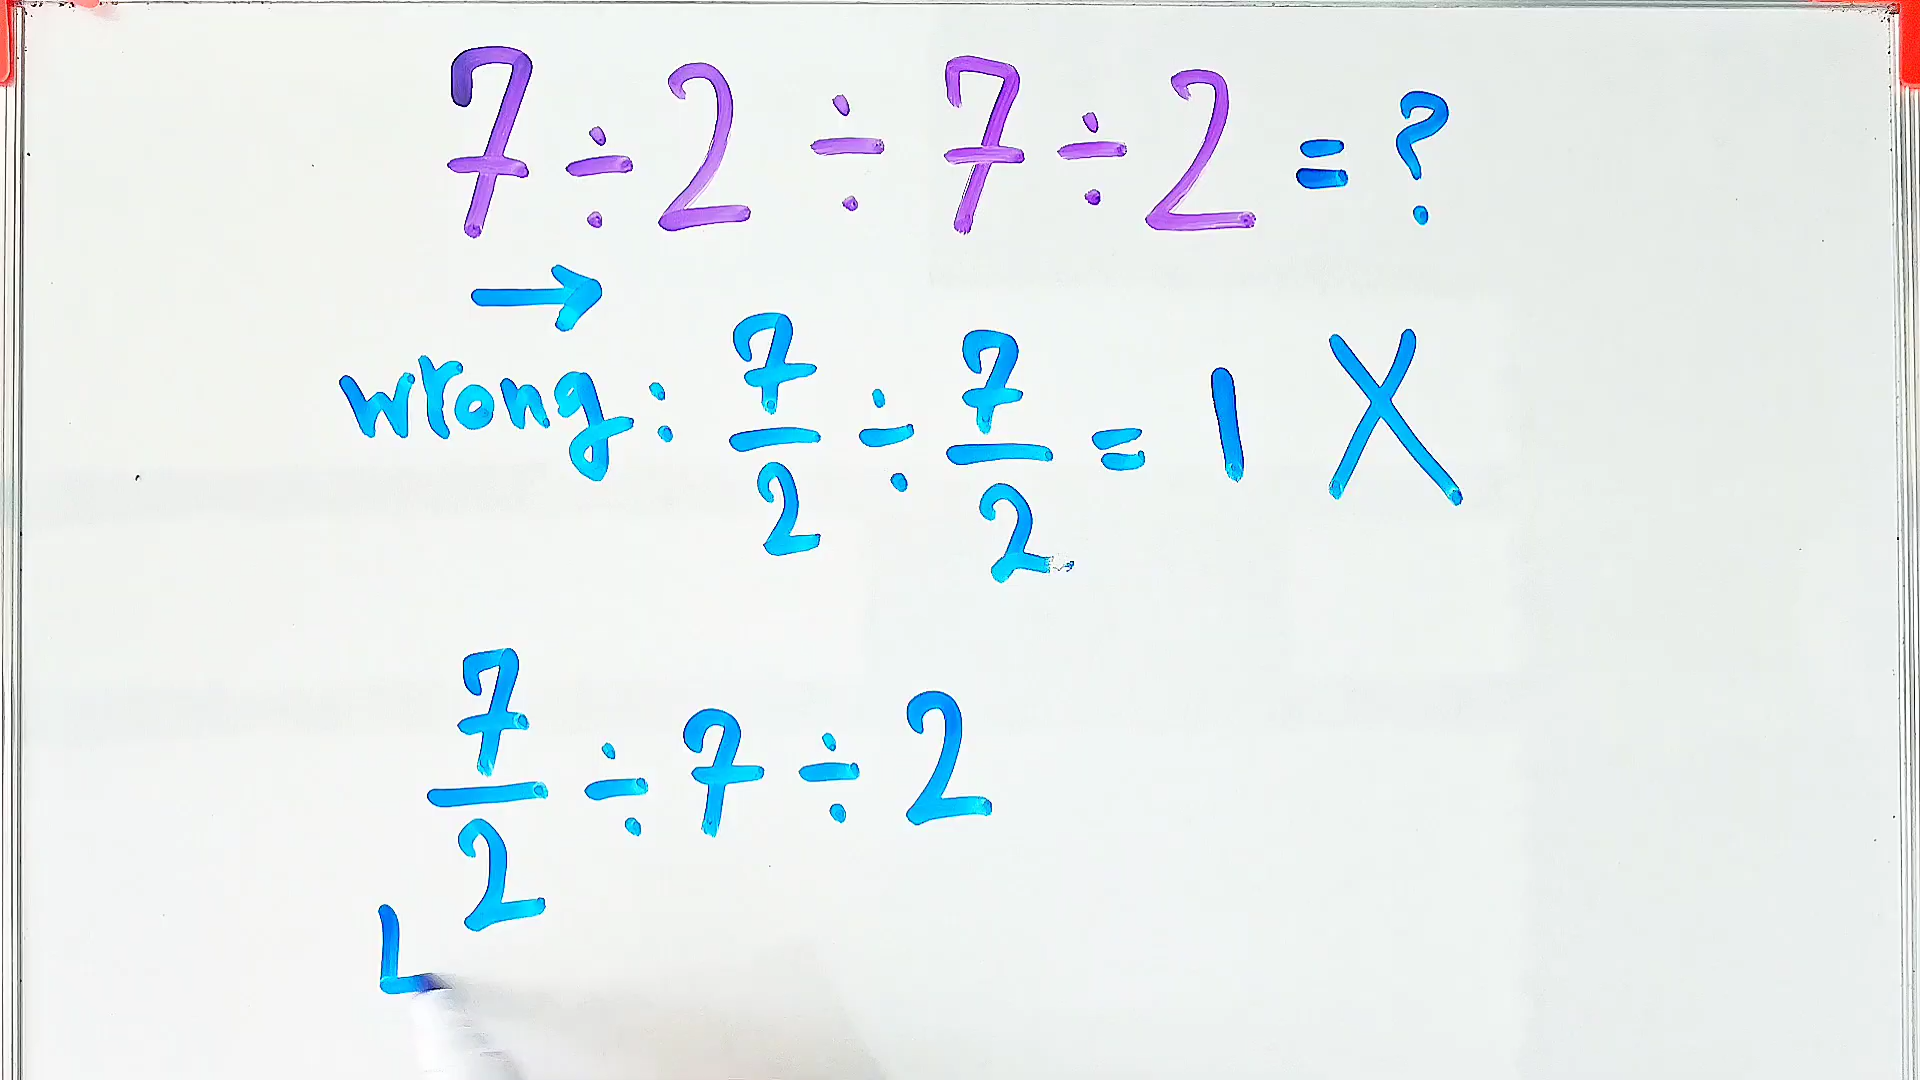 7 ÷ 2 ÷ 7 ÷ 2 = ?
→
wrong: 7/2 ÷ 7/2 = 1 X
7/2 ÷ 7 ÷ 2
L